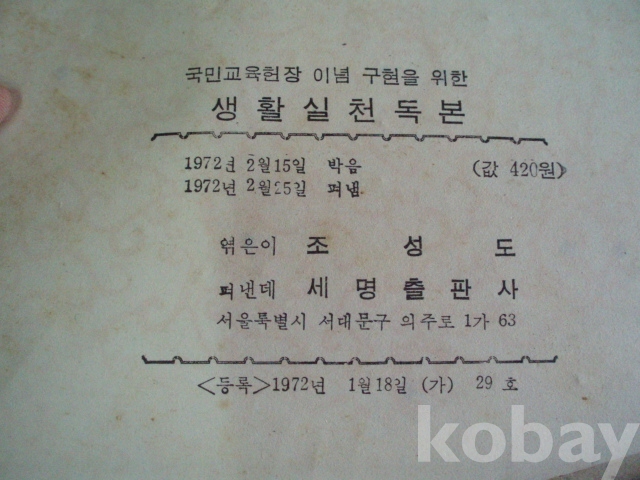 국민교육헌장 이념 구현을 위한
생활실천독본
1972년 2월15일 박음 (값 420원)
1972년 2월25일 펴냄
엮은이 조성도
펴낸데 세명출판사
서울특별시 서대문구 의주로 1가 63
<등록>1972년 1월18일 (가) 29호
kobay